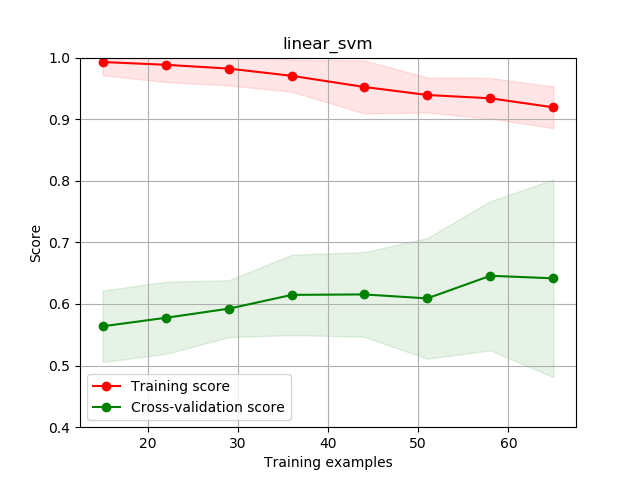 linear_svm
Score
1.0
0.9
0.8
0.7
0.6
0.5
0.4
Training score
Cross-validation score
20 30 40 50 60
Training examples